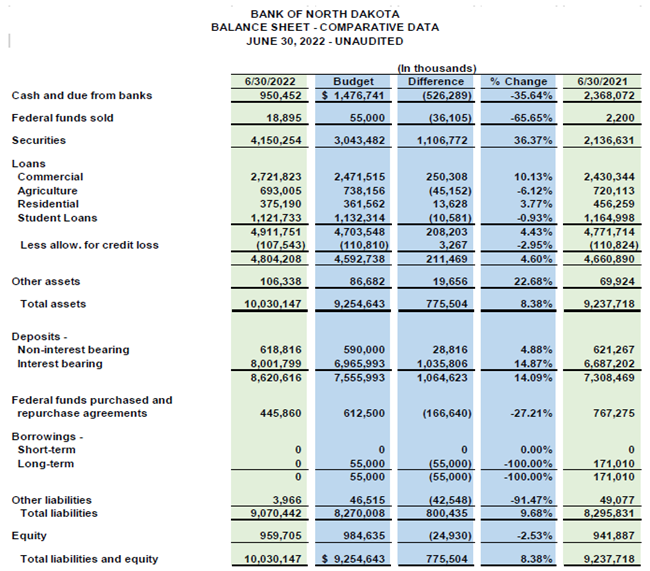 BANK OF NORTH DAKOTA
BALANCE SHEET - COMPARATIVE DATA
JUNE 30, 2022 - UNAUDITED
(In thousands)
6/30/2022 Budget Difference % Change 6/30/2021
Cash and due from banks 950,452 $ 1,476,741 (526,289) -35.64% 2,368,072
Federal funds sold 18,895 55,000 (36,105) -65.65% 2,200
Securities 4,150,254 3,043,482 1,106,772 36.37% 2,136,631
Loans
Commercial 2,721,823 2,471,515 250,308 10.13% 2,430,344
Agriculture 693,005 738,156 (45,152) -6.12% 720,113
Residential 375,190 361,562 13,628 3.77% 456,259
Student Loans 1,121,733 1,132,314 (10,581) -0.93% 1,164,998
4,911,751 4,703,548 208,203 4.43% 4,771,714
Less allow. for credit loss (107,543) (110,810) 3,267 -2.95% (110,824)
4,804,208 4,592,738 211,469 4.60% 4,660,890
Other assets 106,338 86,682 19,656 22.68% 69,924
Total assets 10,030,147 9,254,643 775,504 8.38% 9,237,718
Deposits -
Non-interest bearing 618,816 590,000 28,816 4.88% 621,267
Interest bearing 8,001,799 6,965,993 1,035,806 14.87% 6,687,202
8,620,616 7,555,993 1,064,623 14.09% 7,308,469
Federal funds purchased and
repurchase agreements 445,860 612,500 (166,640) -27.21% 767,275
Borrowings -
Short-term 0 0 0 0.00% 0
Long-term 0 55,000 (55,000) -100.00% 171,010
0 55,000 (55,000) -100.00% 171,010
Other liabilities 3,966 46,515 (42,548) -91.47% 49,077
Total liabilities 9,070,442 8,270,008 800,435 9.68% 8,295,831
Equity 959,705 984,635 (24,930) -2.53% 941,887
Total liabilities and equity 10,030,147 $ 9,254,643 775,504 8.38% 9,237,718